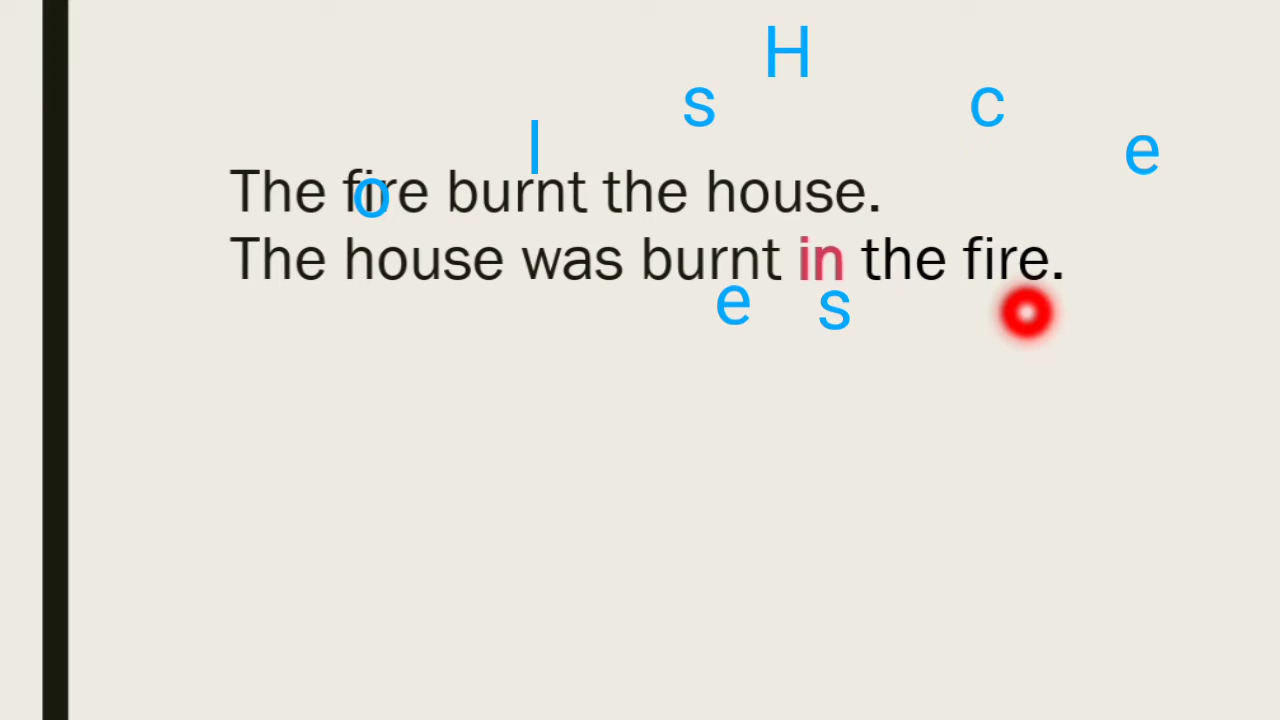 H
s
c
l
e
The fire burnt the house.
o
The house was burnt in the fire.
e
s